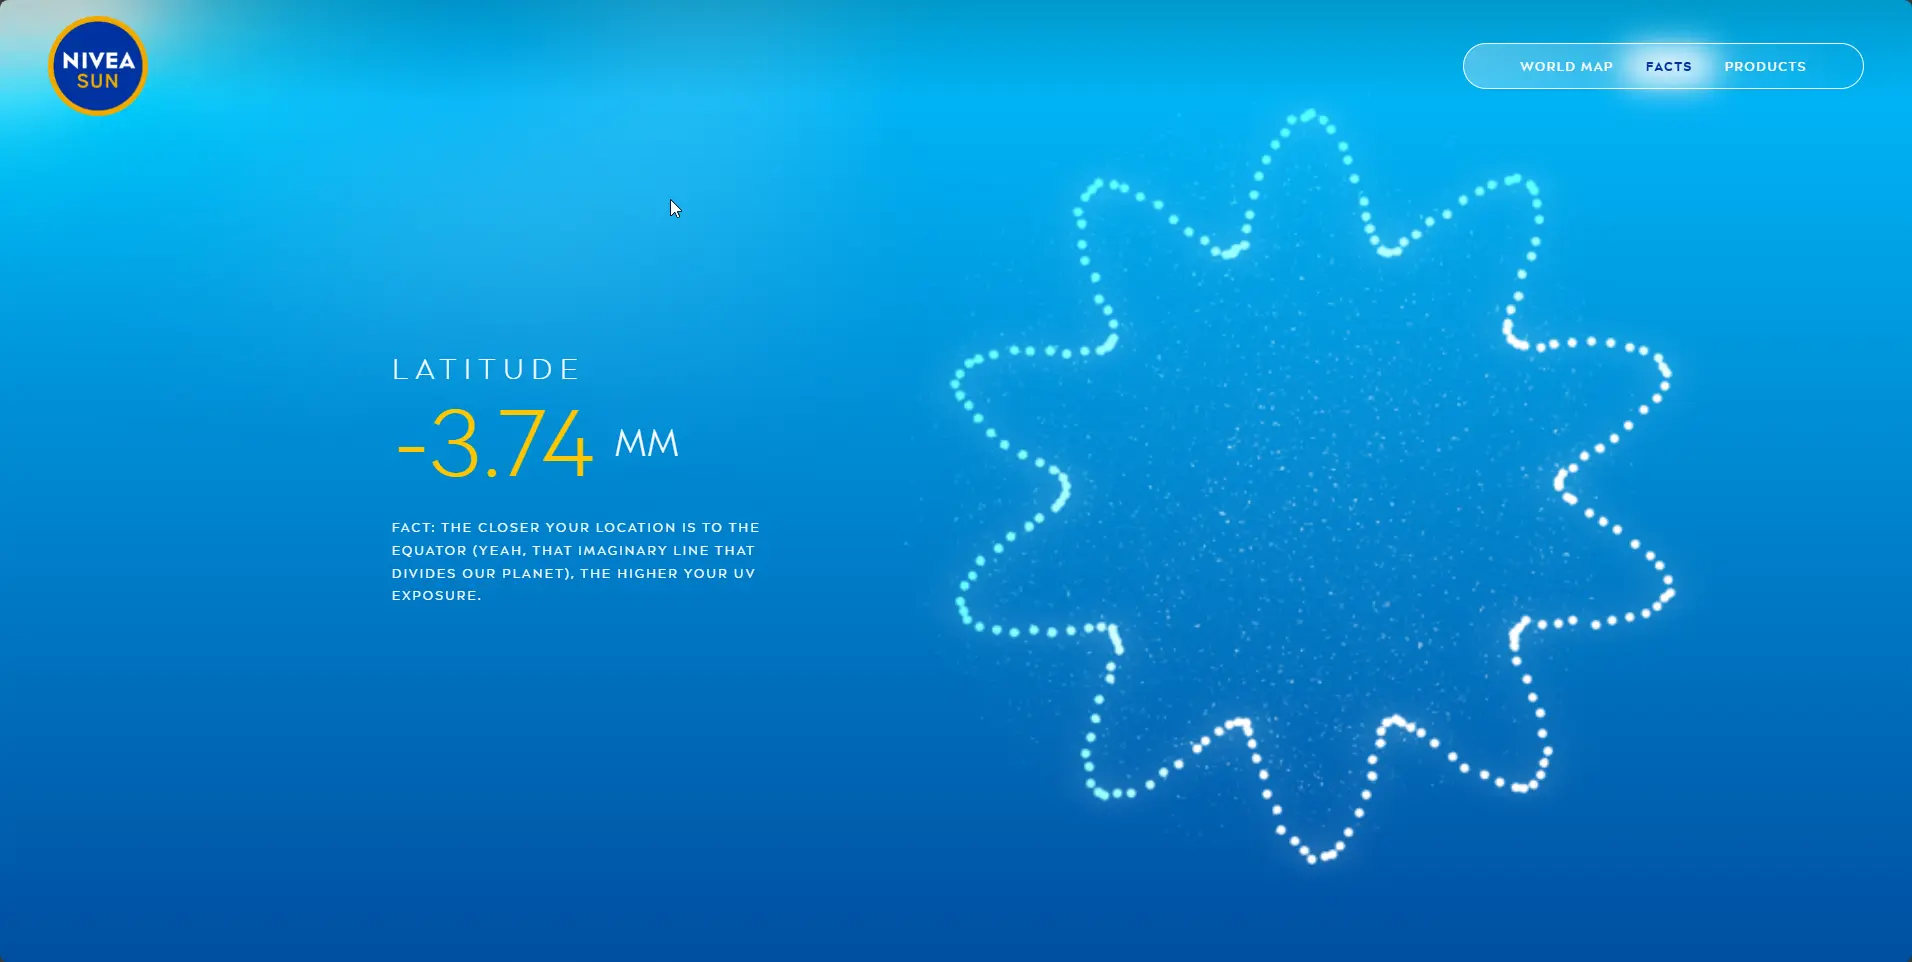 NIVEA
SUN
WORLD MAP FACTS PRODUCTS
LATITUDE
-3.74 MM
FACT: THE CLOSER YOUR LOCATION IS TO THE
EQUATOR (YEAH, THAT IMAGINARY LINE THAT
DIVIDES OUR PLANET), THE HIGHER YOUR UV
EXPOSURE.